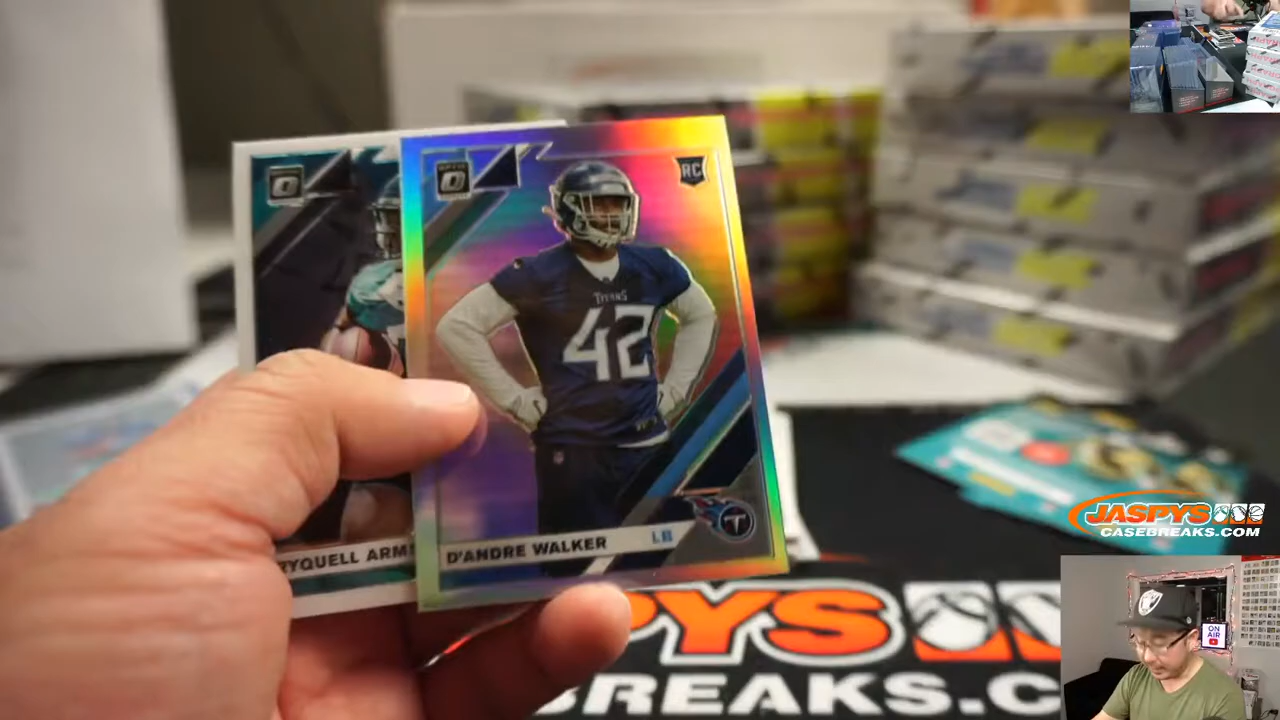 RC
TITANS
42
D'ANDRE WALKER LB
RYQUELL ARM
JASPYS
CASEBREAKS.COM
ON
AIR
PYS
BREAKS.C